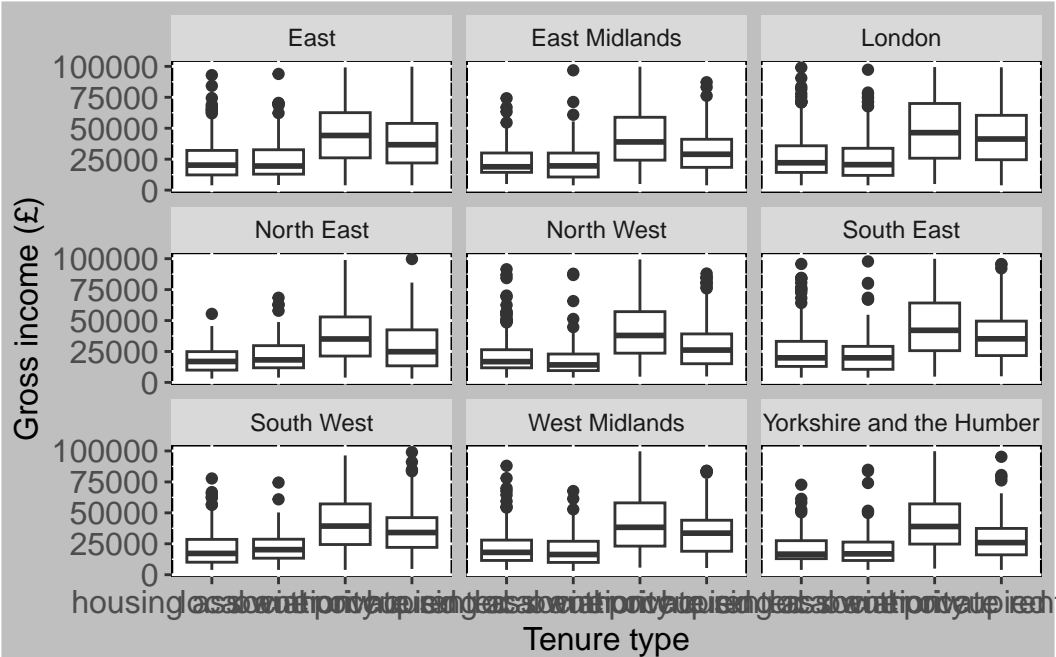 East
East Midlands
London
100000
75000
50000
25000
0
North East
North West
South East
100000
75000
50000
25000
0
South West
West Midlands
Yorkshire and the Humber
100000
75000
50000
25000
0
Gross income (£)
housing
Tenure type